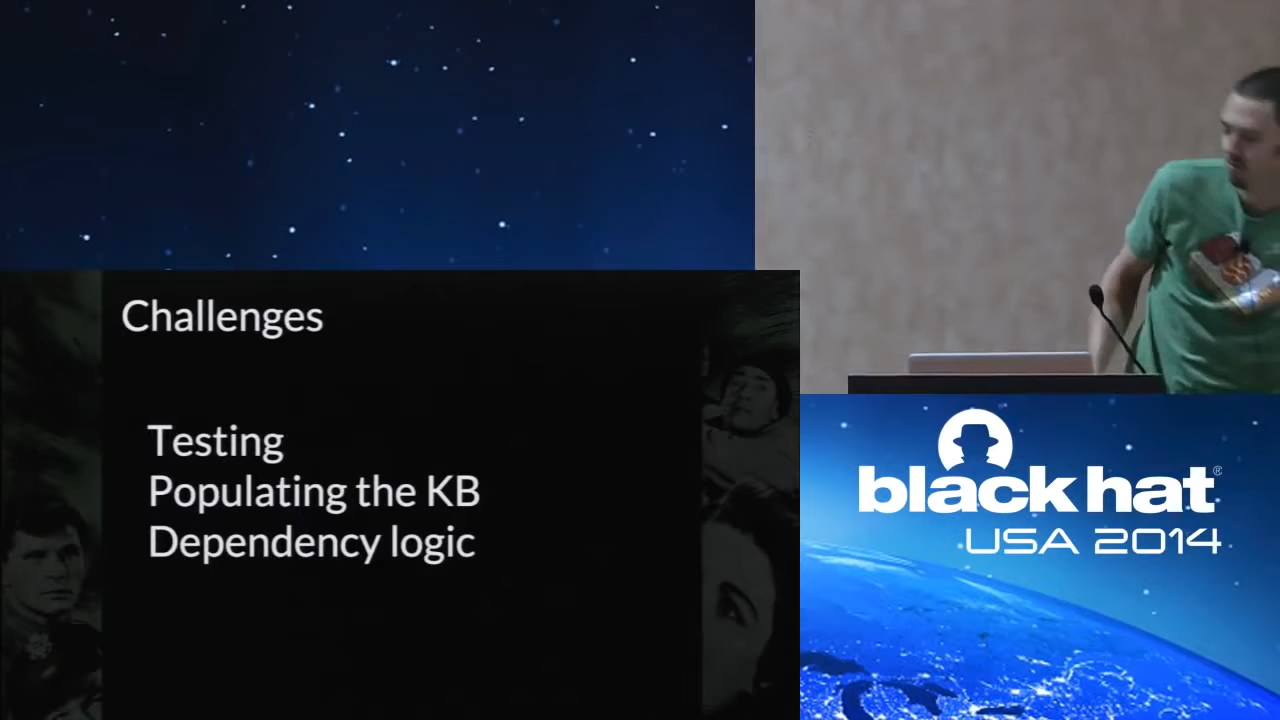 Challenges
Testing
Populating the KB
Dependency logic
black hat®
USA 2014